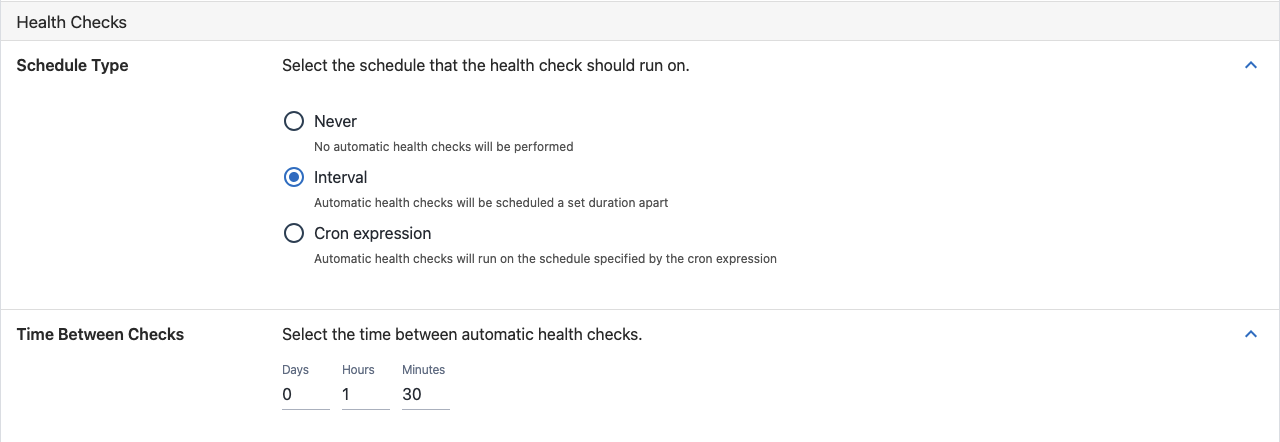 Health Checks
Schedule Type
Select the schedule that the health check should run on.
Never
No automatic health checks will be performed
Interval
Automatic health checks will be scheduled a set duration apart
Cron expression
Automatic health checks will run on the schedule specified by the cron expression
Time Between Checks
Select the time between automatic health checks.
Days Hours Minutes
0 1 30